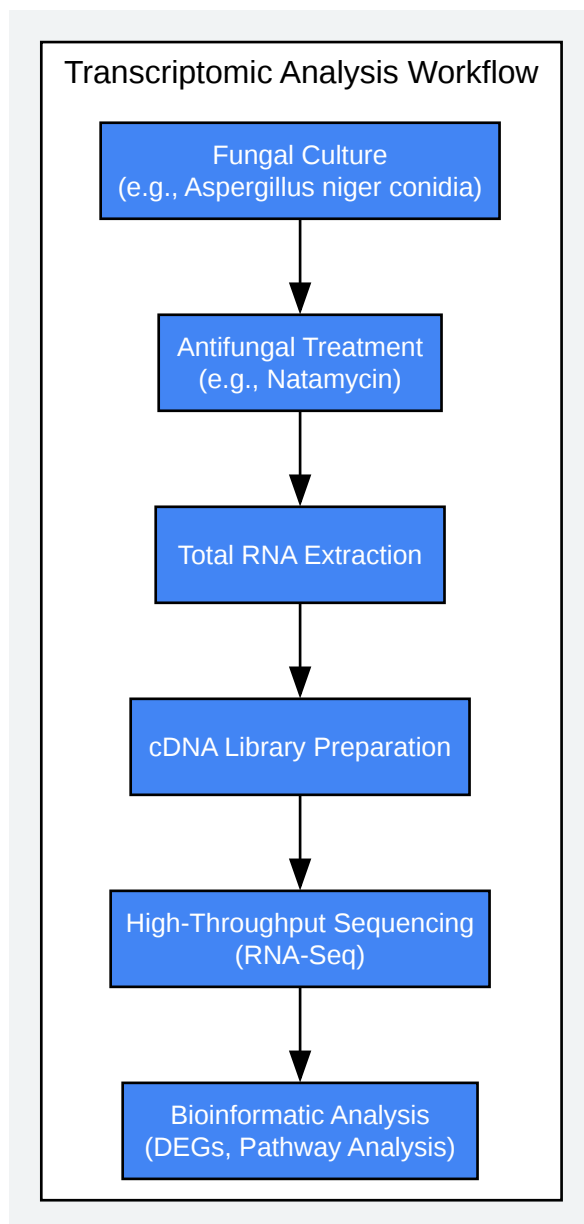 Transcriptomic Analysis Workflow
Fungal Culture
(e.g., Aspergillus niger conidia)
Antifungal Treatment
(e.g., Natamycin)
Total RNA Extraction
cDNA Library Preparation
High-Throughput Sequencing
(RNA-Seq)
Bioinformatic Analysis
(DEGs, Pathway Analysis)